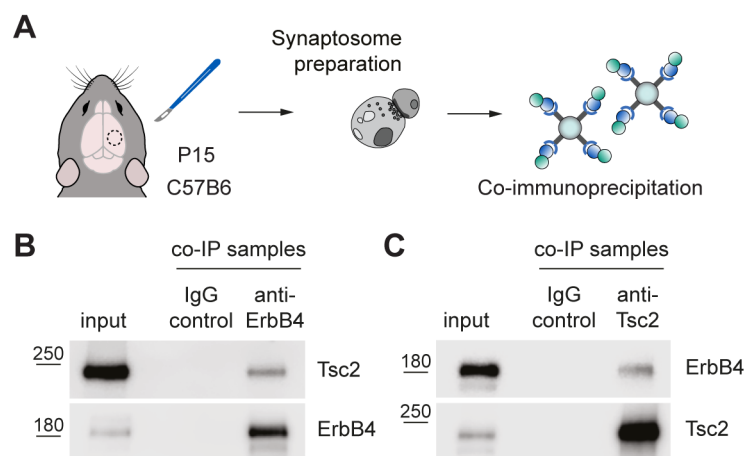 A
Synaptosome
preparation
P15
C57B6
Co-immunoprecipitation
B
co-IP samples
input
IgG
control
anti-
ErbB4
250
Tsc2
180
ErbB4
C
co-IP samples
input
IgG
control
anti-
Tsc2
180
ErbB4
250
Tsc2